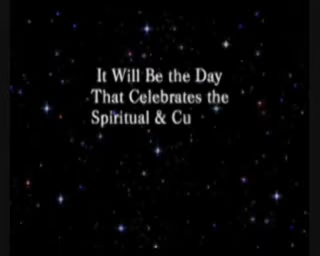 It Will Be the Day
That Celebrates the
Spiritual & Cu